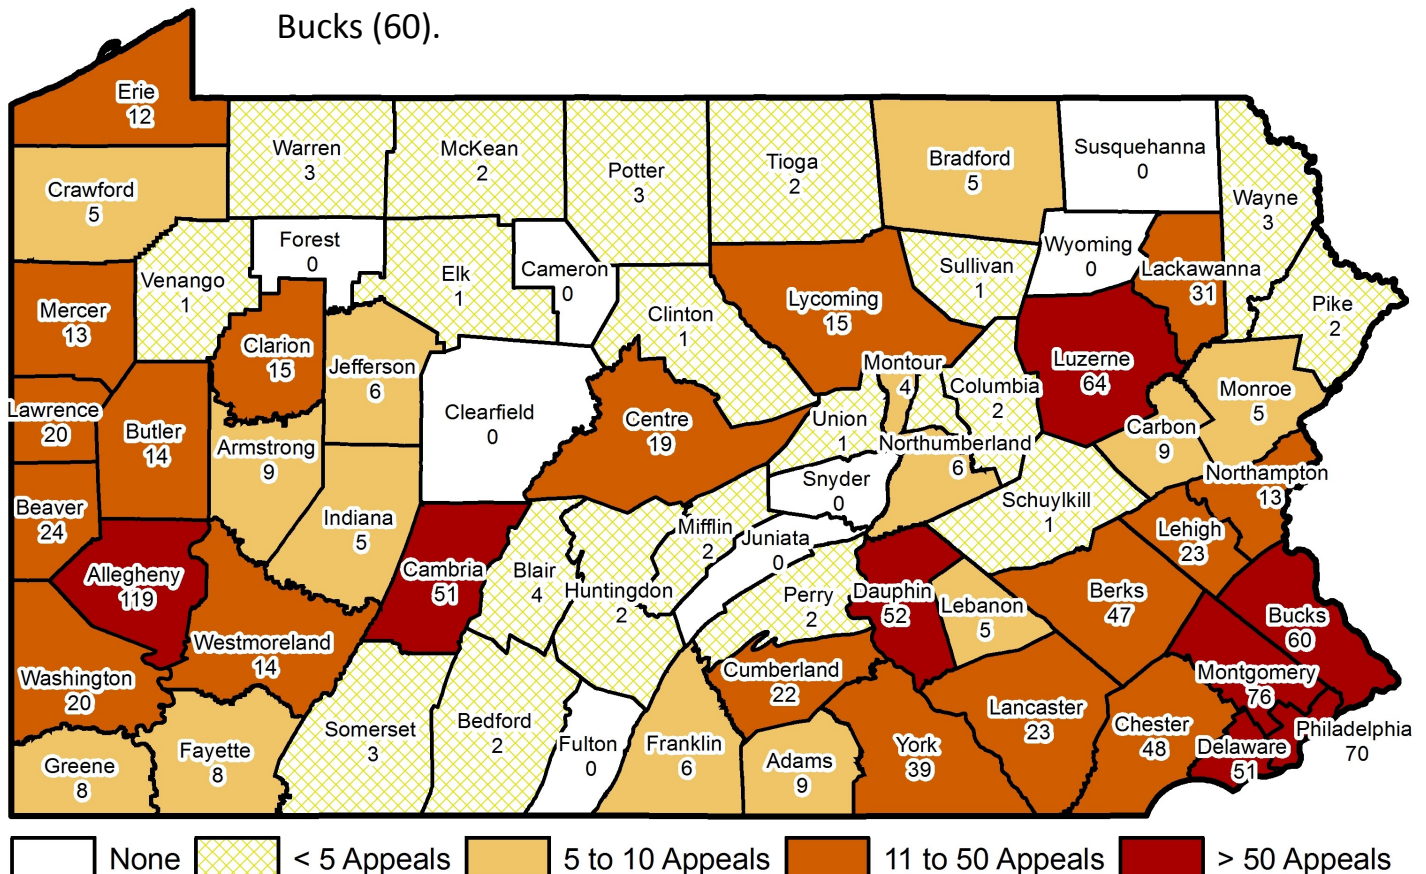 Bucks (60).
Erie
12
Warren
3
McKean
2
Potter
3
Tioga
2
Bradford
5
Susquehanna
0
Wayne
3
Crawford
5
Forest
0
Venango
1
Elk
1
Cameron
0
Sullivan
1
Wyoming
0
Lackawanna
31
Pike
2
Mercer
13
Clarion
15
Jefferson
6
Clinton
1
Lycoming
15
Montour
4
Columbia
2
Luzerne
64
Monroe
5
Lawrence
20
Butler
14
Armstrong
9
Clearfield
0
Centre
19
Union
1
Northumberland
6
Carbon
9
Northampton
13
Snyder
0
Schuylkill
1
Beaver
24
Indiana
5
Mifflin
2
Juniata
0
Lehigh
23
Allegheny
119
Cambria
51
Blair
4
Huntingdon
2
Perry
2
Dauphin
52
Lebanon
5
Berks
47
Bucks
60
Westmoreland
14
Washington
20
Cumberland
22
Montgomery
76
Somerset
3
Bedford
2
Fulton
0
Franklin
6
Adams
9
York
39
Lancaster
23
Chester
48
Delaware
51
Philadelphia
70
Greene
8
Fayette
8
None
< 5 Appeals
5 to 10 Appeals
11 to 50 Appeals
> 50 Appeals